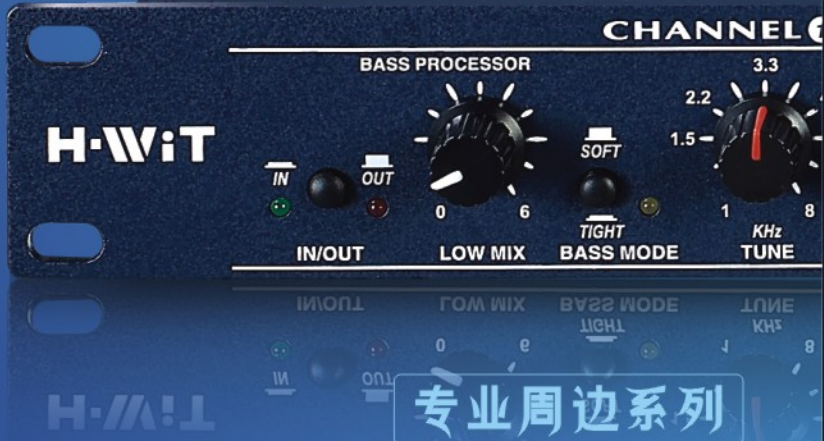 CHANNEL 1
BASS PROCESSOR
3.3
2.2
1.5
H·WiT
IN
OUT
SOFT
0
6
TIGHT
1
KHz
8
IN/OUT
LOW MIX
BASS MODE
TUNE
专业周边系列